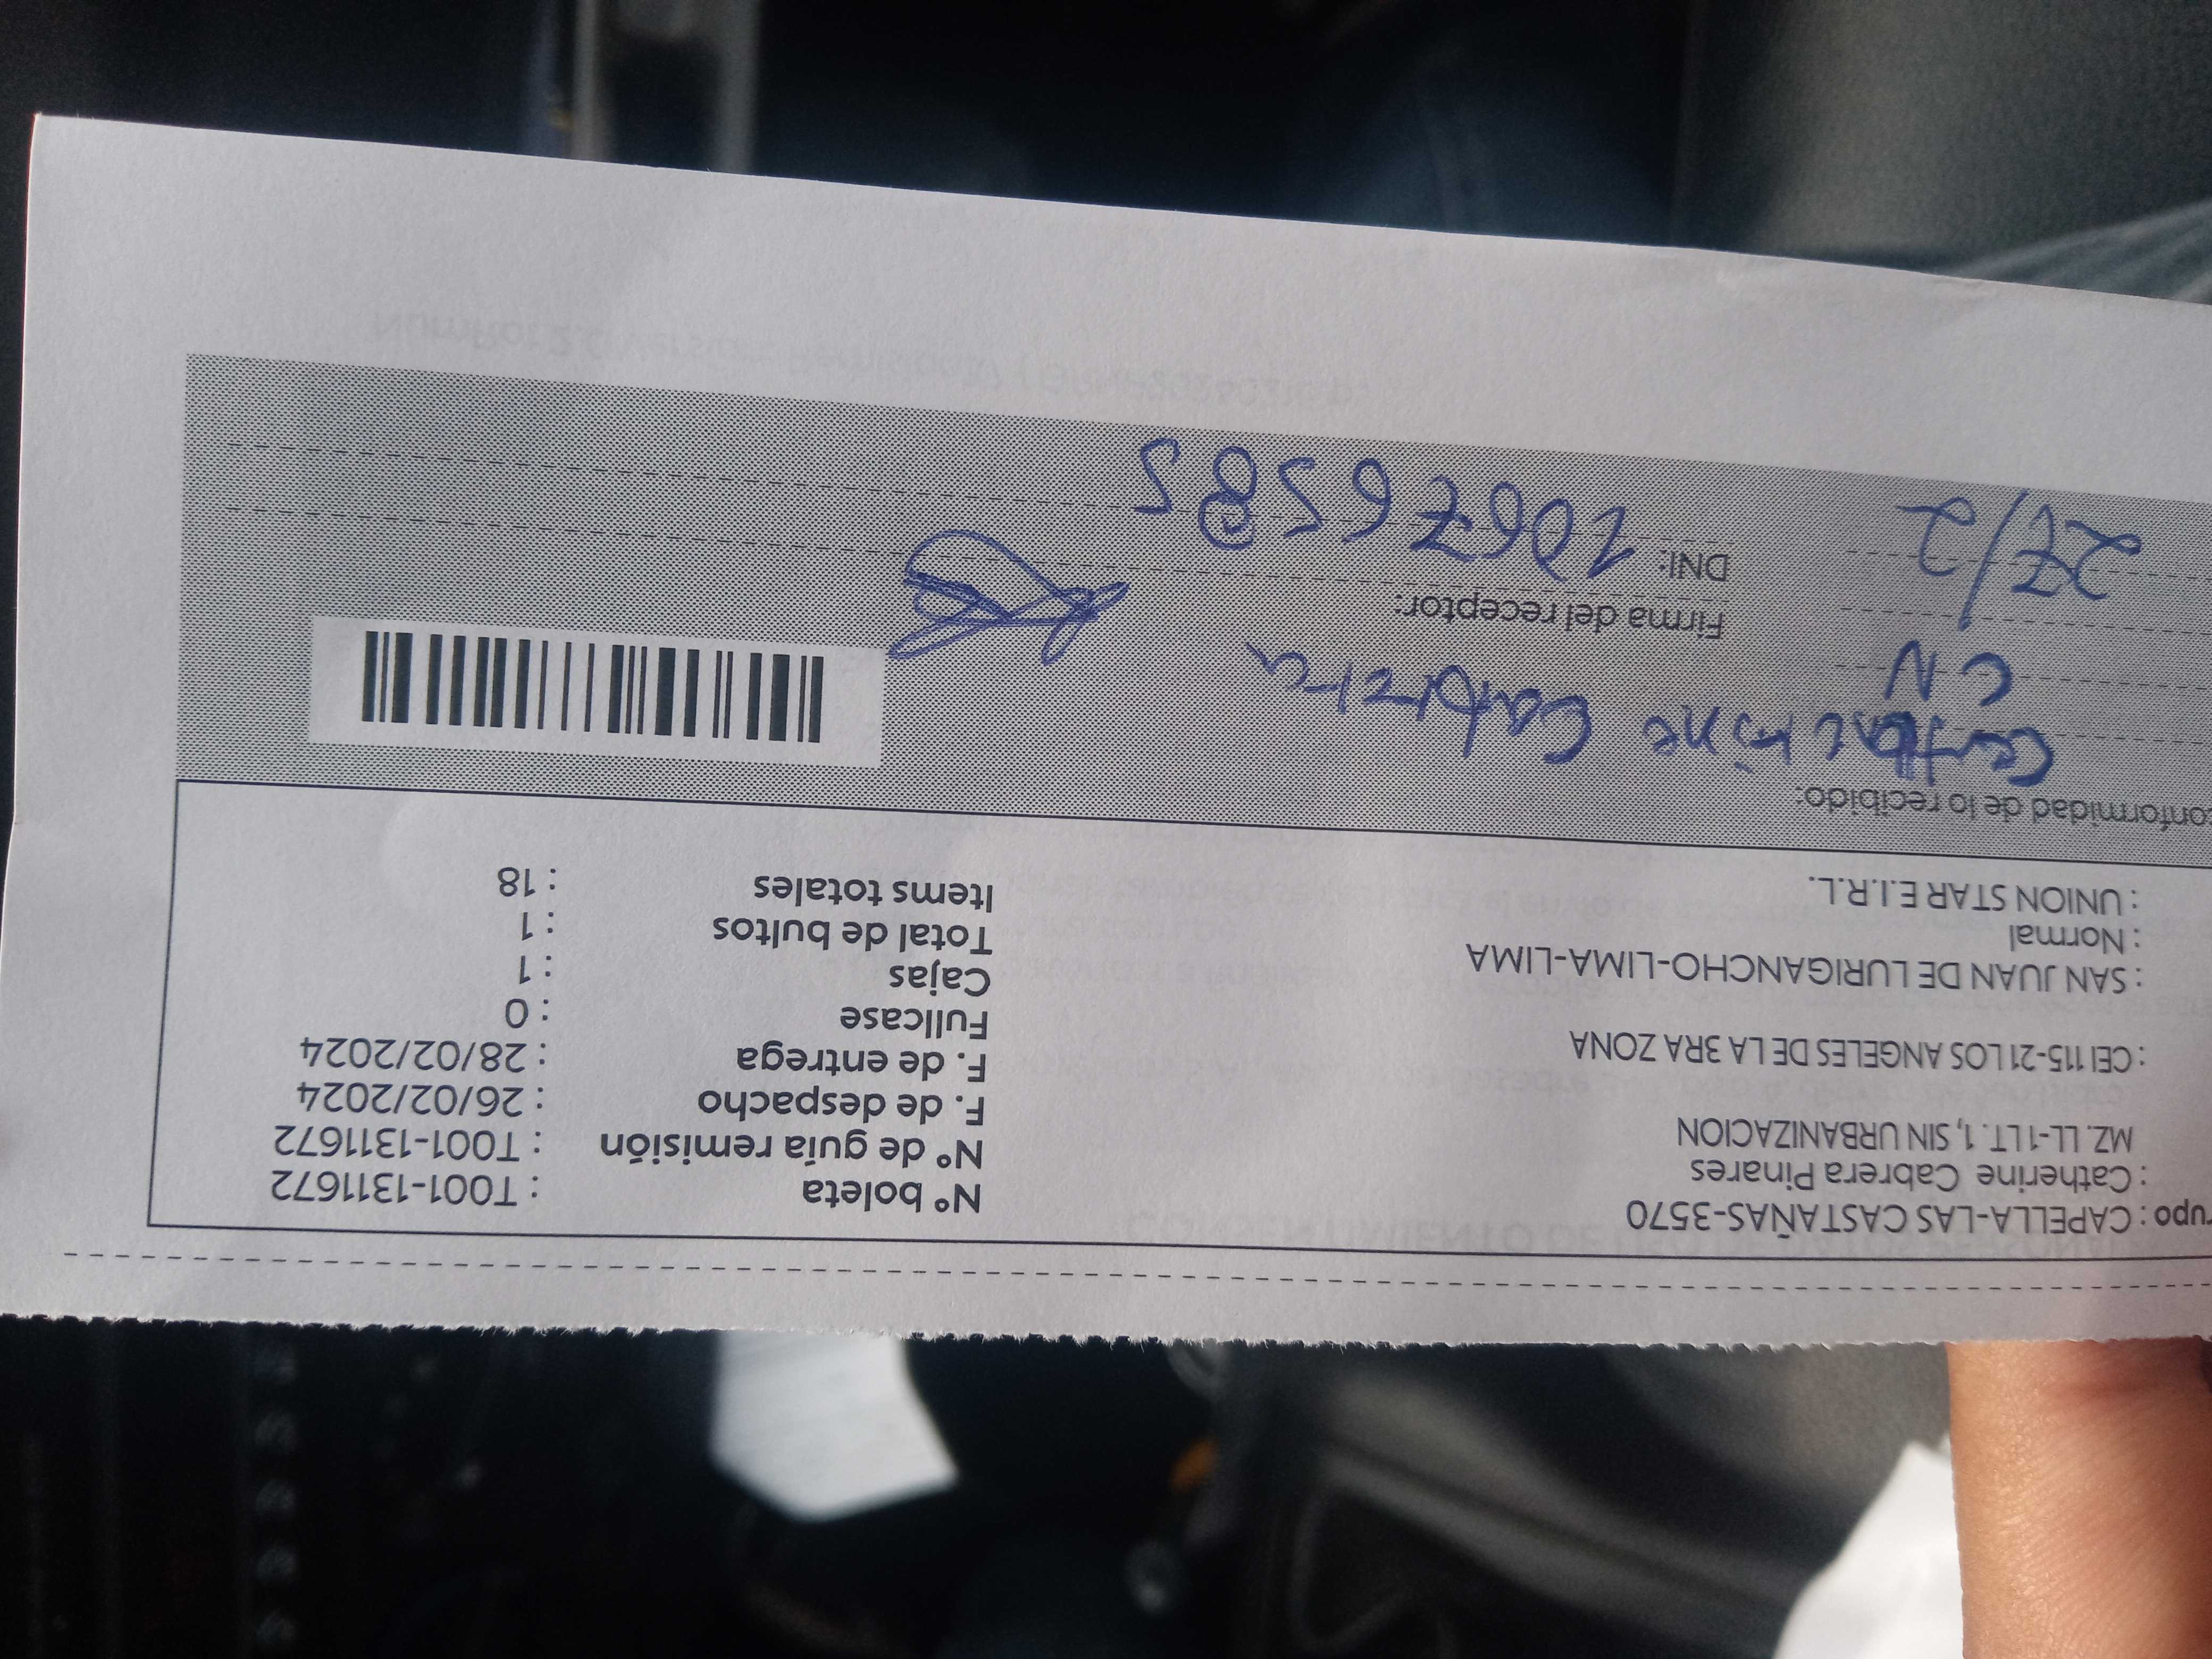 rupo : CAPELLA-LAS CASTAÑAS-3570
: Catherine Cabrera Pinares
MZ. LL-1 LT. 1, SIN URBANIZACION
: CEI 115-21 LOS ANGELES DE LA 3RA ZONA
: SAN JUAN DE LURIGANCHO-LIMA-LIMA
: Normal
: UNION STAR E.I.R.L.
N° boleta : T001-1311672
N° de guía remisión : T001-1311672
F. de despacho : 26/02/2024
F. de entrega : 28/02/2024
Fullcase : 0
Cajas : 1
Total de bultos : 1
Items totales : 18
onformidad de lo recibido:
Catherine Cabrera
C N
Firma del receptor:
27/2
DNI: 10676585